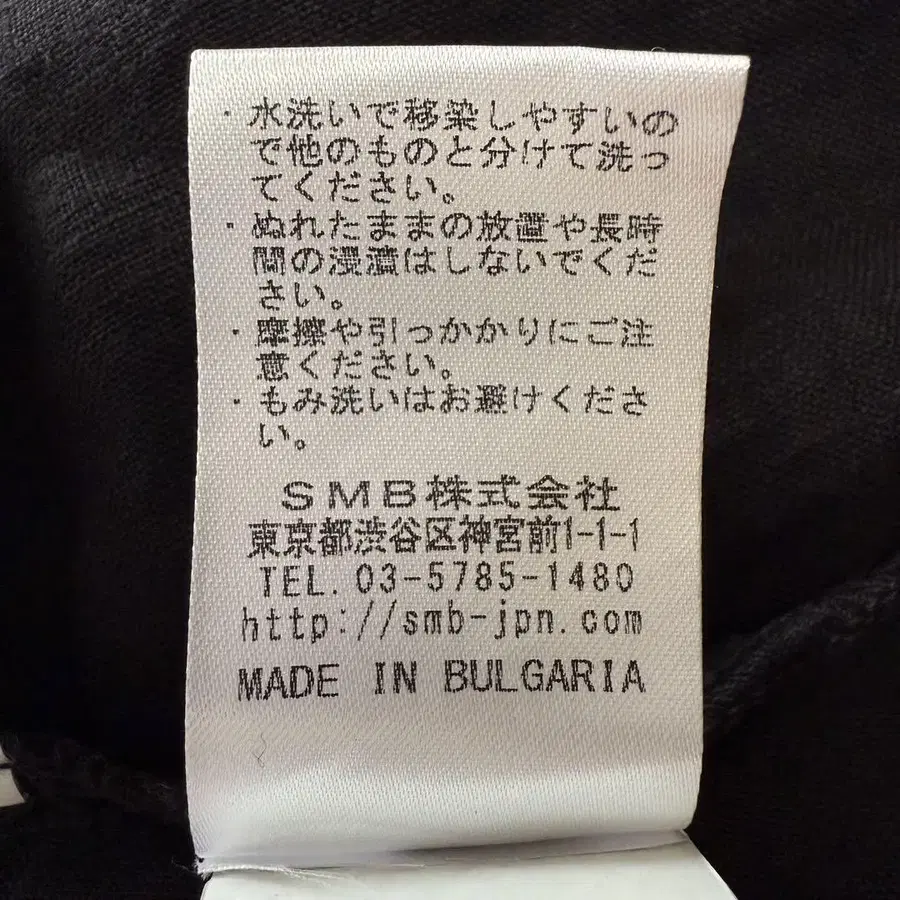 ・水洗いで移染しやすいの
で他のものと分けて洗っ
てください。
・ぬれたままの放置や長時
間の浸漬はしないでくだ
さい。
・摩擦や引っかかりにご注
意ください。
・もみ洗いはお避けくださ
い。
SMB株式会社
東京都渋谷区神宮前1-1-1
TEL. 03-5785-1480
http://smb-jpn.com
MADE IN BULGARIA